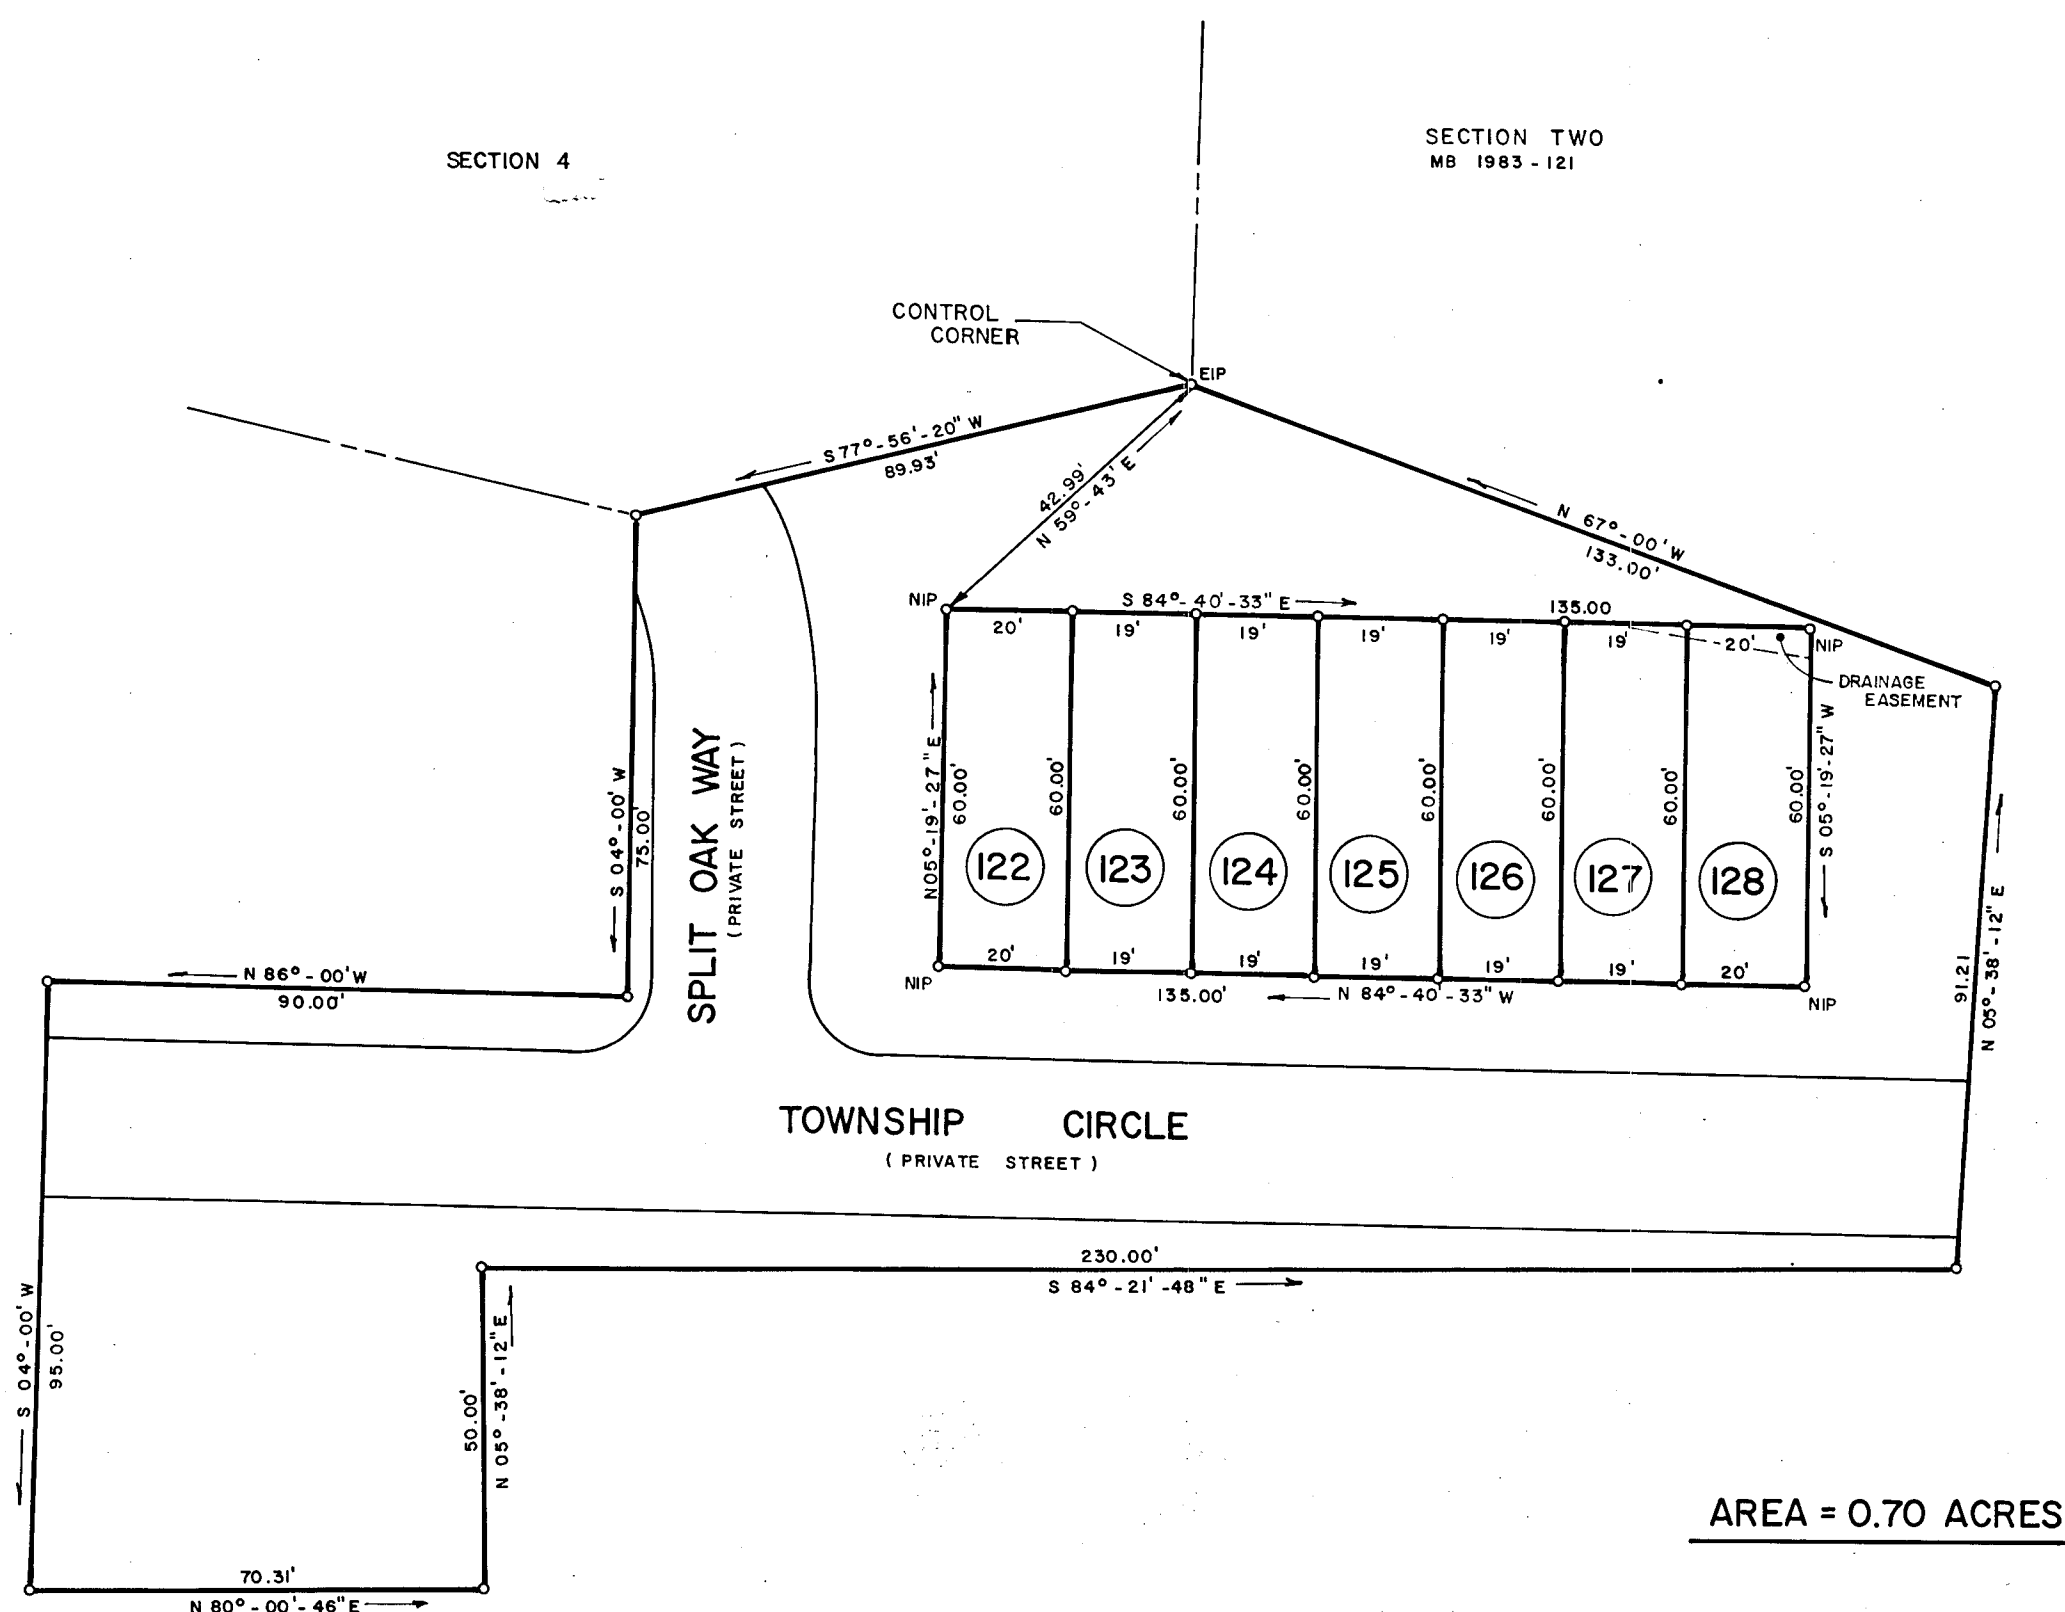 SECTION TWO
MB 1983-121
SECTION 4
CONTROL
CORNER
EIP
S 77°-56'-20" W
89.93'
42.99'
N 59°-43' E
N 67°-00' W
133.00'
NIP
S 84°-40'-33" E
135.00
20'
19'
19'
19'
19'
19'
20'
NIP
DRAINAGE
EASEMENT
S 04°-00' W
75.00'
SPLIT OAK WAY
(PRIVATE STREET)
N05°-19'-27" E
60.00'
60.00'
60.00'
60.00'
60.00'
60.00'
60.00'
60.00'
S 05°-19'-27" W
122
123
124
125
126
127
128
91.21
N 05°-38'-12" E
20'
19'
19'
19'
19'
19'
20'
NIP
135.00'
N 84°-40'-33" W
NIP
N 86°-00' W
90.00'
TOWNSHIP CIRCLE
( PRIVATE STREET )
230.00'
S 84°-21'-48" E
S 04°-00' W
95.00'
50.00'
N 05°-38'-12" E
70.31'
N 80°-00'-46" E
AREA = 0.70 ACRES